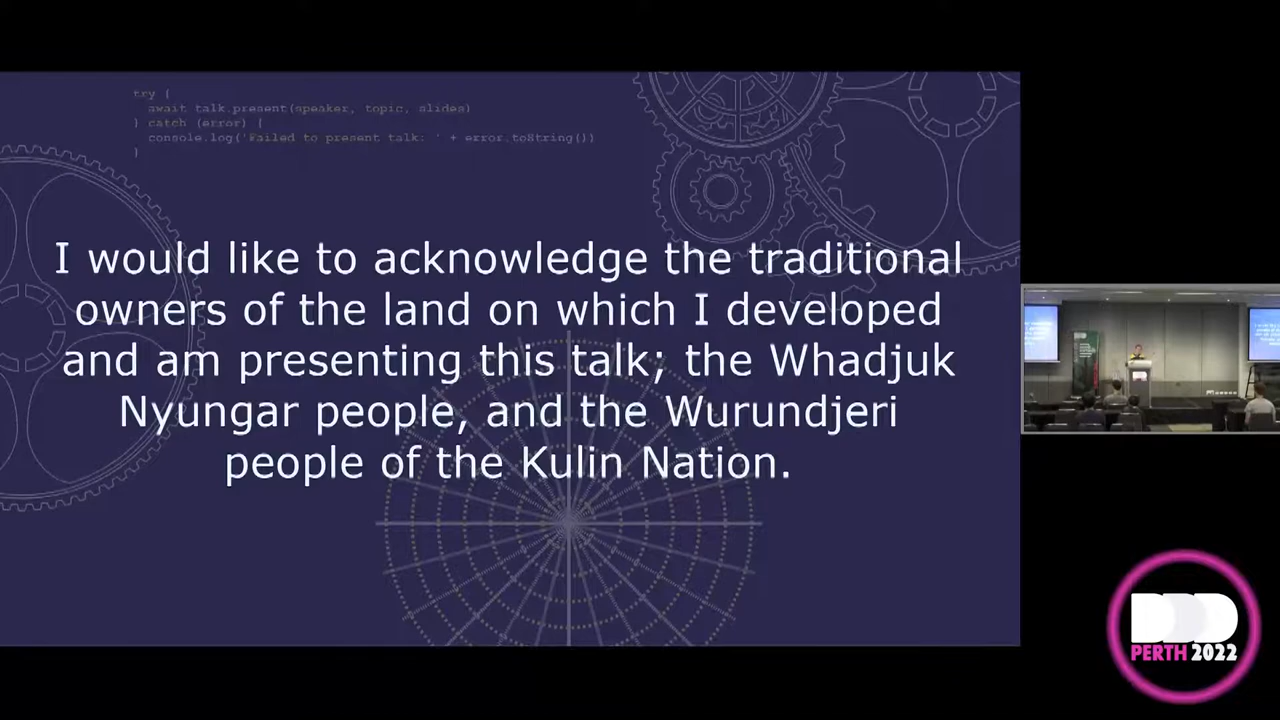 try {
await talk.present(speaker, topic, slides)
} catch (error) {
console.log('Failed to present talk: ' + error.toString())
}
I would like to acknowledge the traditional
owners of the land on which I developed
and am presenting this talk; the Whadjuk
Nyungar people, and the Wurundjeri
people of the Kulin Nation.
DDD
PERTH 2022